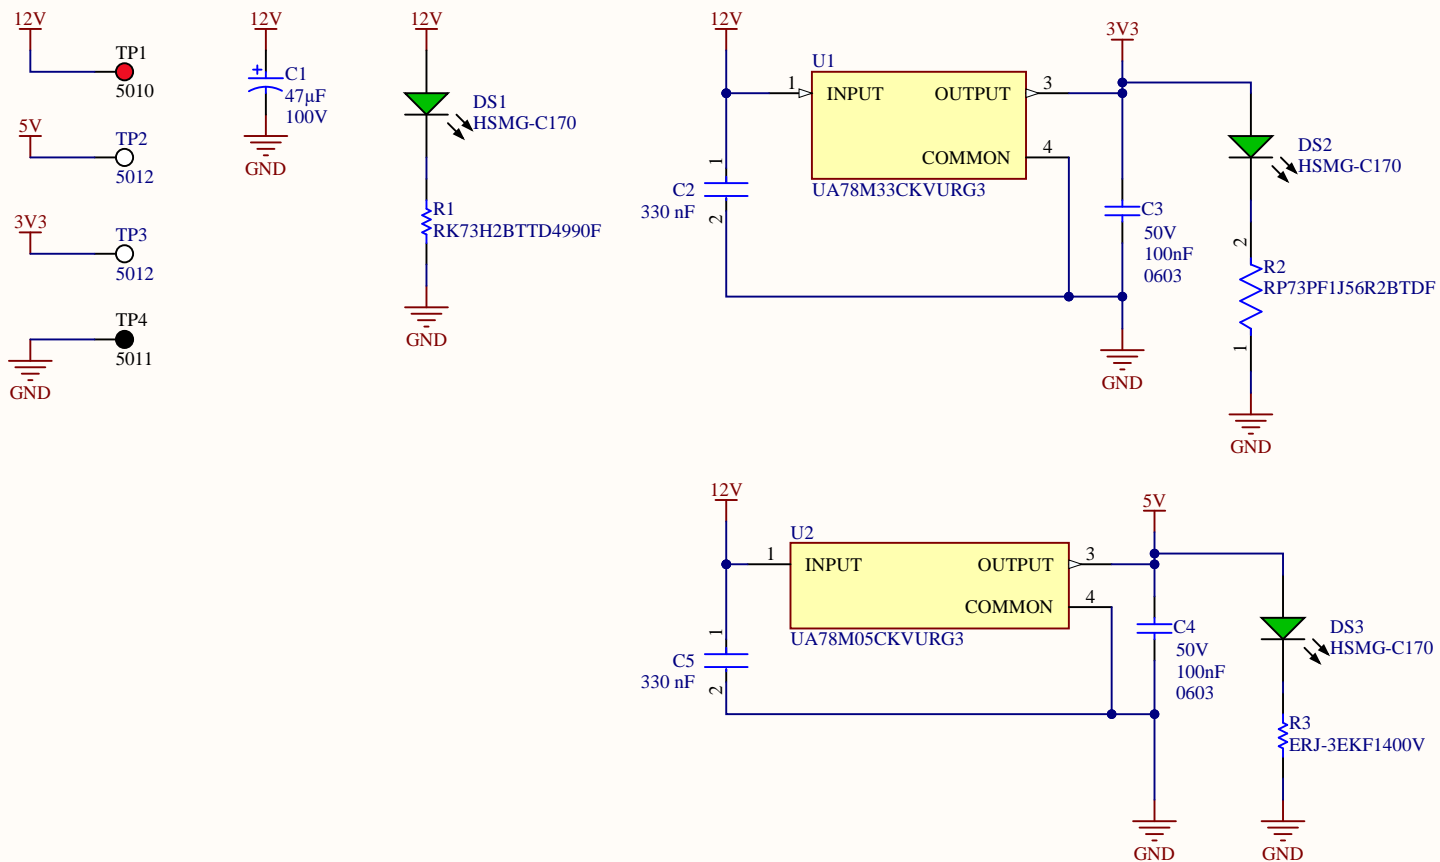 12V
TP1
5010
5V
TP2
5012
3V3
TP3
5012
TP4
5011
GND
12V
+
C1
47µF
100V
GND
12V
DS1
HSMG-C170
R1
RK73H2BTTD4990F
GND
12V
U1
1
INPUT
OUTPUT
3
COMMON
4
UA78M33CKVURG3
1
C2
330 nF
2
3V3
C3
50V
100nF
0603
GND
DS2
HSMG-C170
2
R2
RP73PF1J56R2BTDF
1
GND
12V
U2
1
INPUT
OUTPUT
3
COMMON
4
UA78M05CKVURG3
1
C5
330 nF
2
5V
C4
50V
100nF
0603
GND
DS3
HSMG-C170
R3
ERJ-3EKF1400V
GND